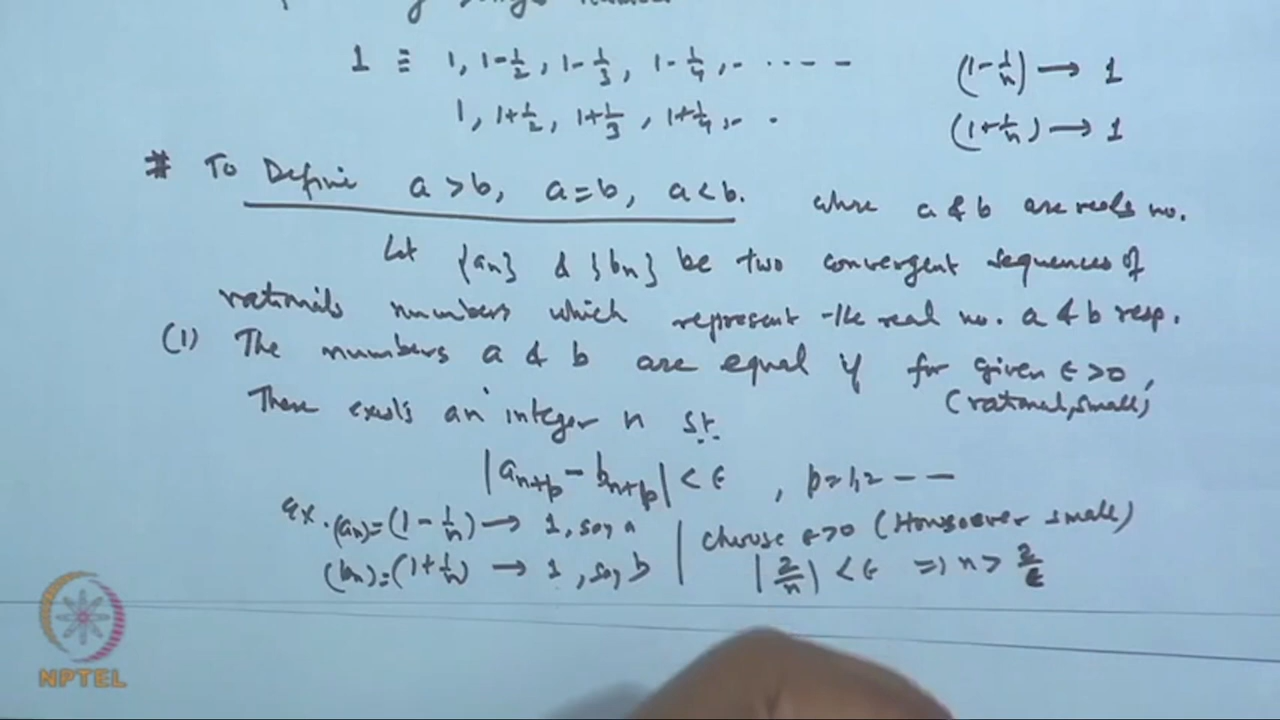 1 ≡ 1, 1-1/2, 1-1/3, 1-1/4, - ..... - (1-1/n) → 1
1, 1+1/2, 1+1/3, 1+1/4, .. . (1+1/n) → 1
# To Define a > b, a = b, a < b. where a & b are reals no.
Let {an} & {bn} be two convergent sequences of
rationals numbers which represent the real no. a & b resp.
(1) The numbers a & b are equal if for given ε > 0,
(rational, small)
There exists an integer n st.
|an+p - bn+p| < ε , p = 1, 2 - -
ex. (an) = (1 - 1/n) → 1, say a | choose ε > 0 (Howsoever small)
(bn) = (1 + 1/n) → 1, say b | |2/n| < ε ⇒ n > 2/ε
NPTEL